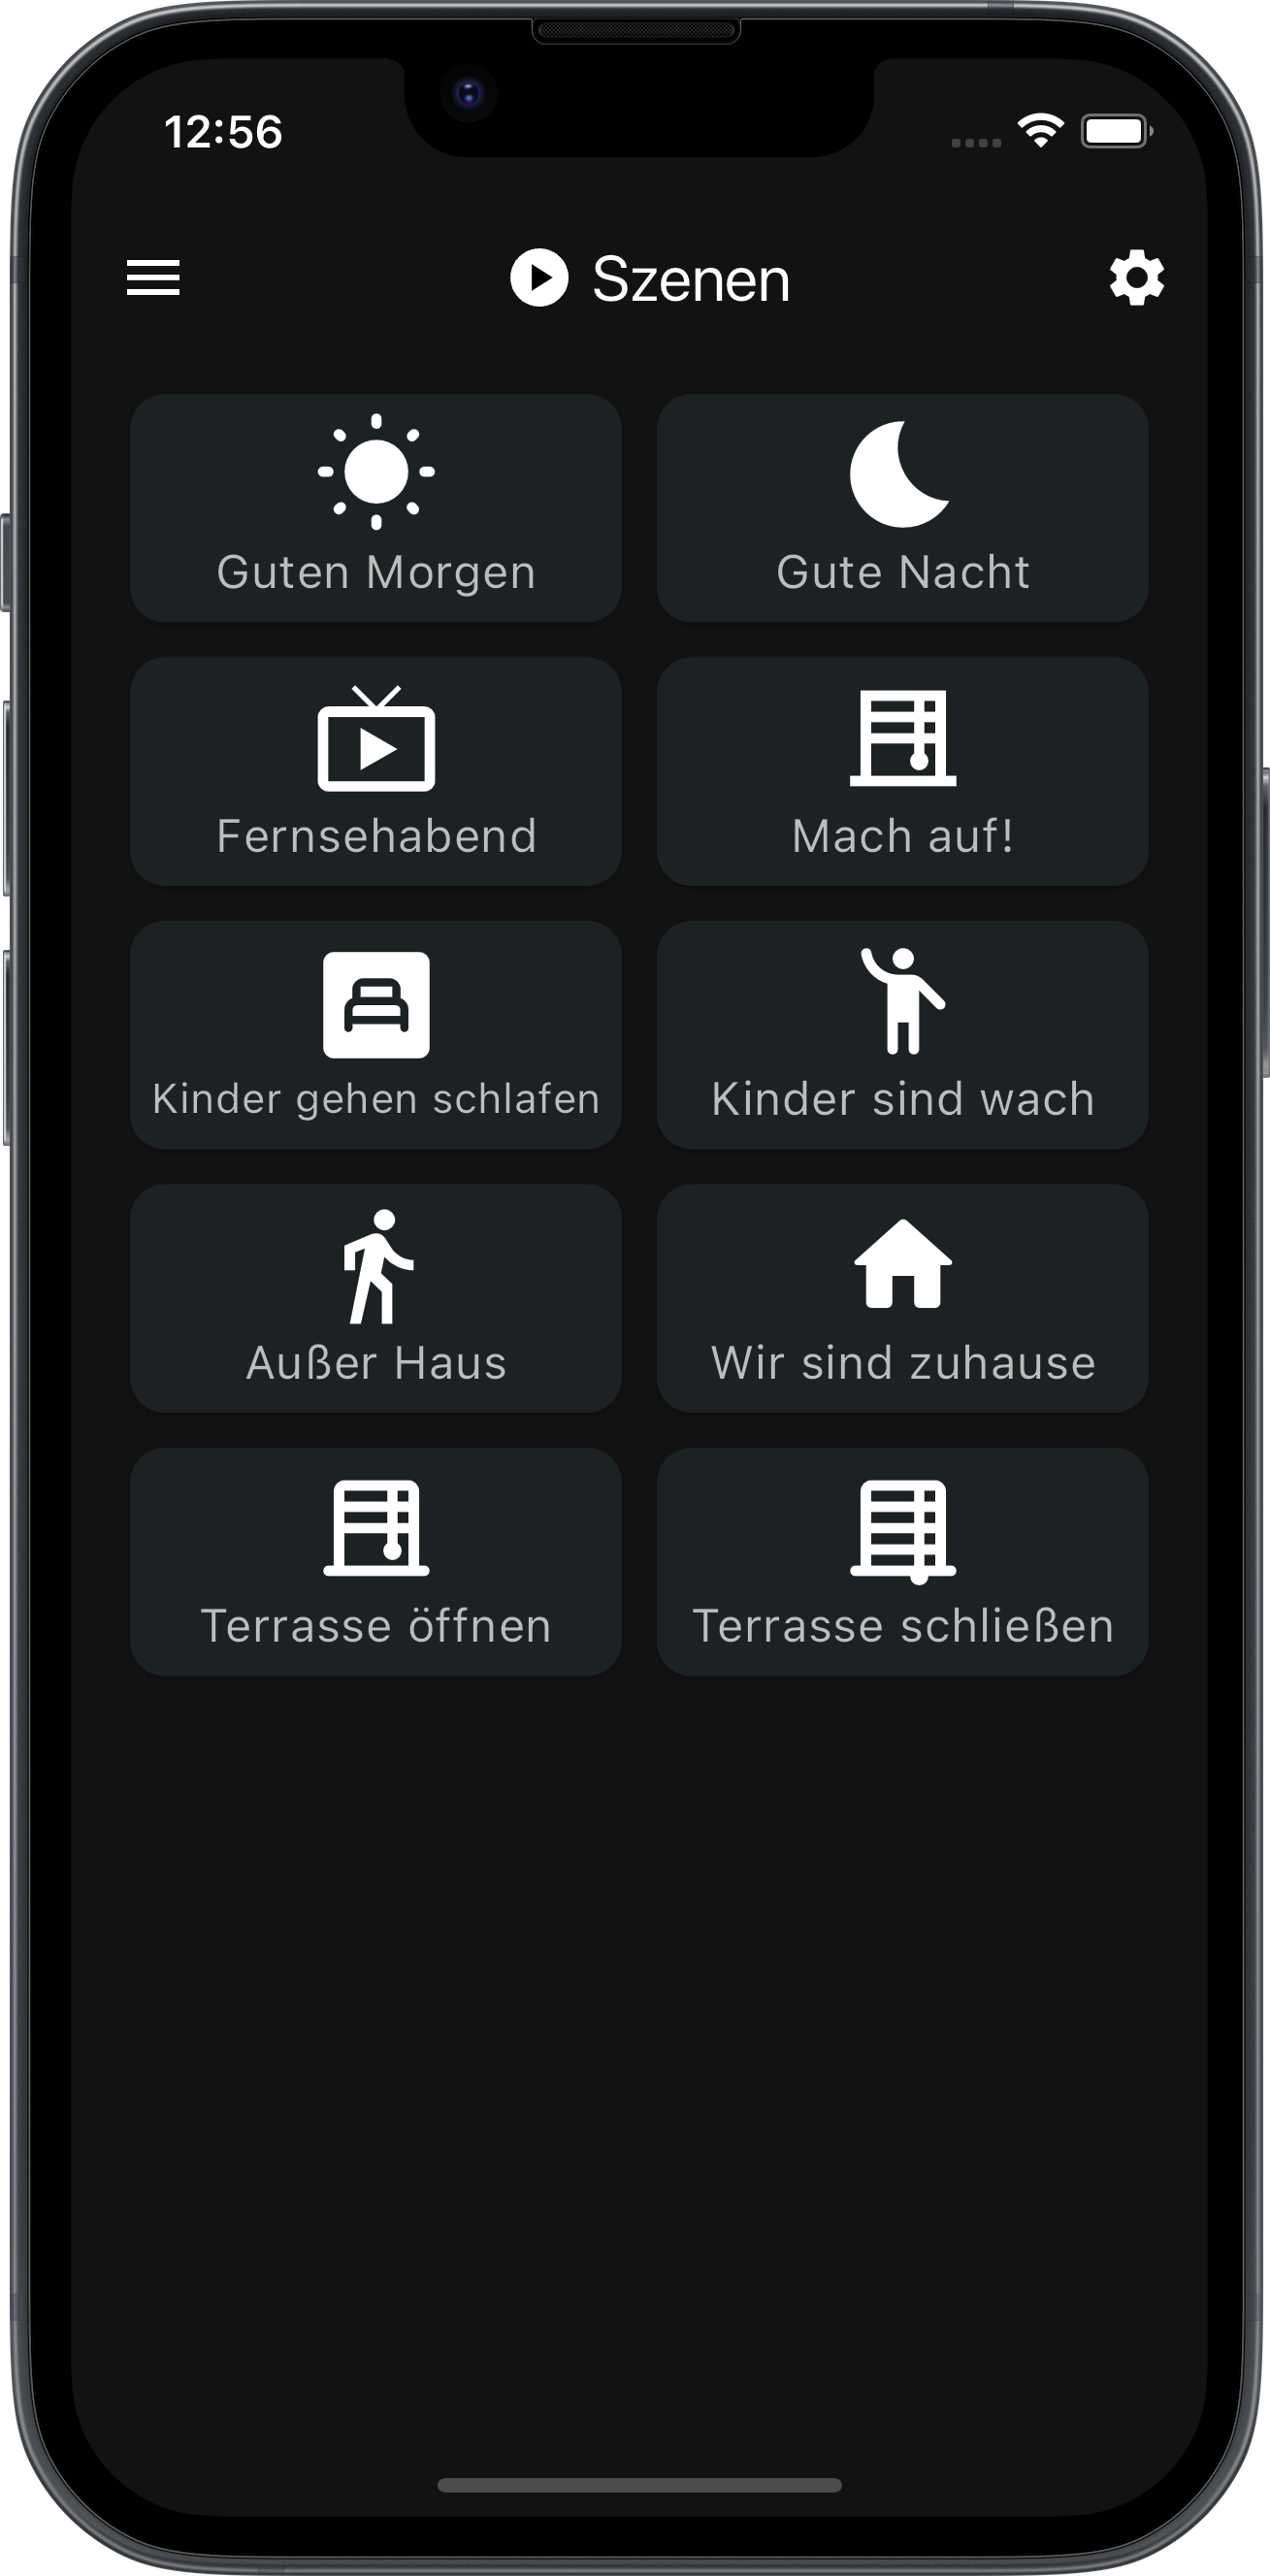 12:56
Szenen
Guten Morgen
Gute Nacht
Fernsehabend
Mach auf!
Kinder gehen schlafen
Kinder sind wach
Außer Haus
Wir sind zuhause
Terrasse öffnen
Terrasse schließen